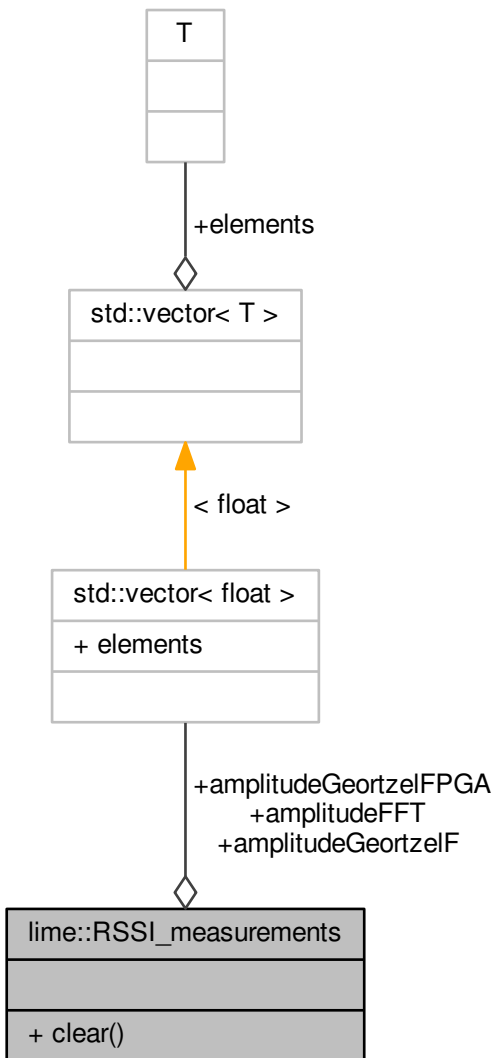 T
+elements
std::vector< T >
< float >
std::vector< float >
+ elements
+amplitudeGeortzelFPGA
+amplitudeFFT
+amplitudeGeortzelF
lime::RSSI_measurements
+ clear()